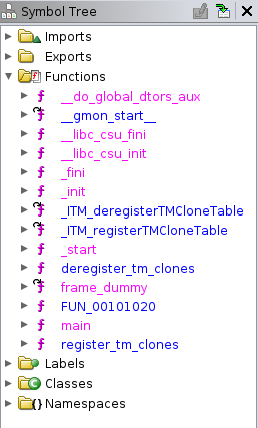 Symbol Tree
Imports
Exports
Functions
__do_global_dtors_aux
__gmon_start__
__libc_csu_fini
__libc_csu_init
_fini
_init
_ITM_deregisterTMCloneTable
_ITM_registerTMCloneTable
_start
deregister_tm_clones
frame_dummy
FUN_00101020
main
register_tm_clones
Labels
Classes
Namespaces